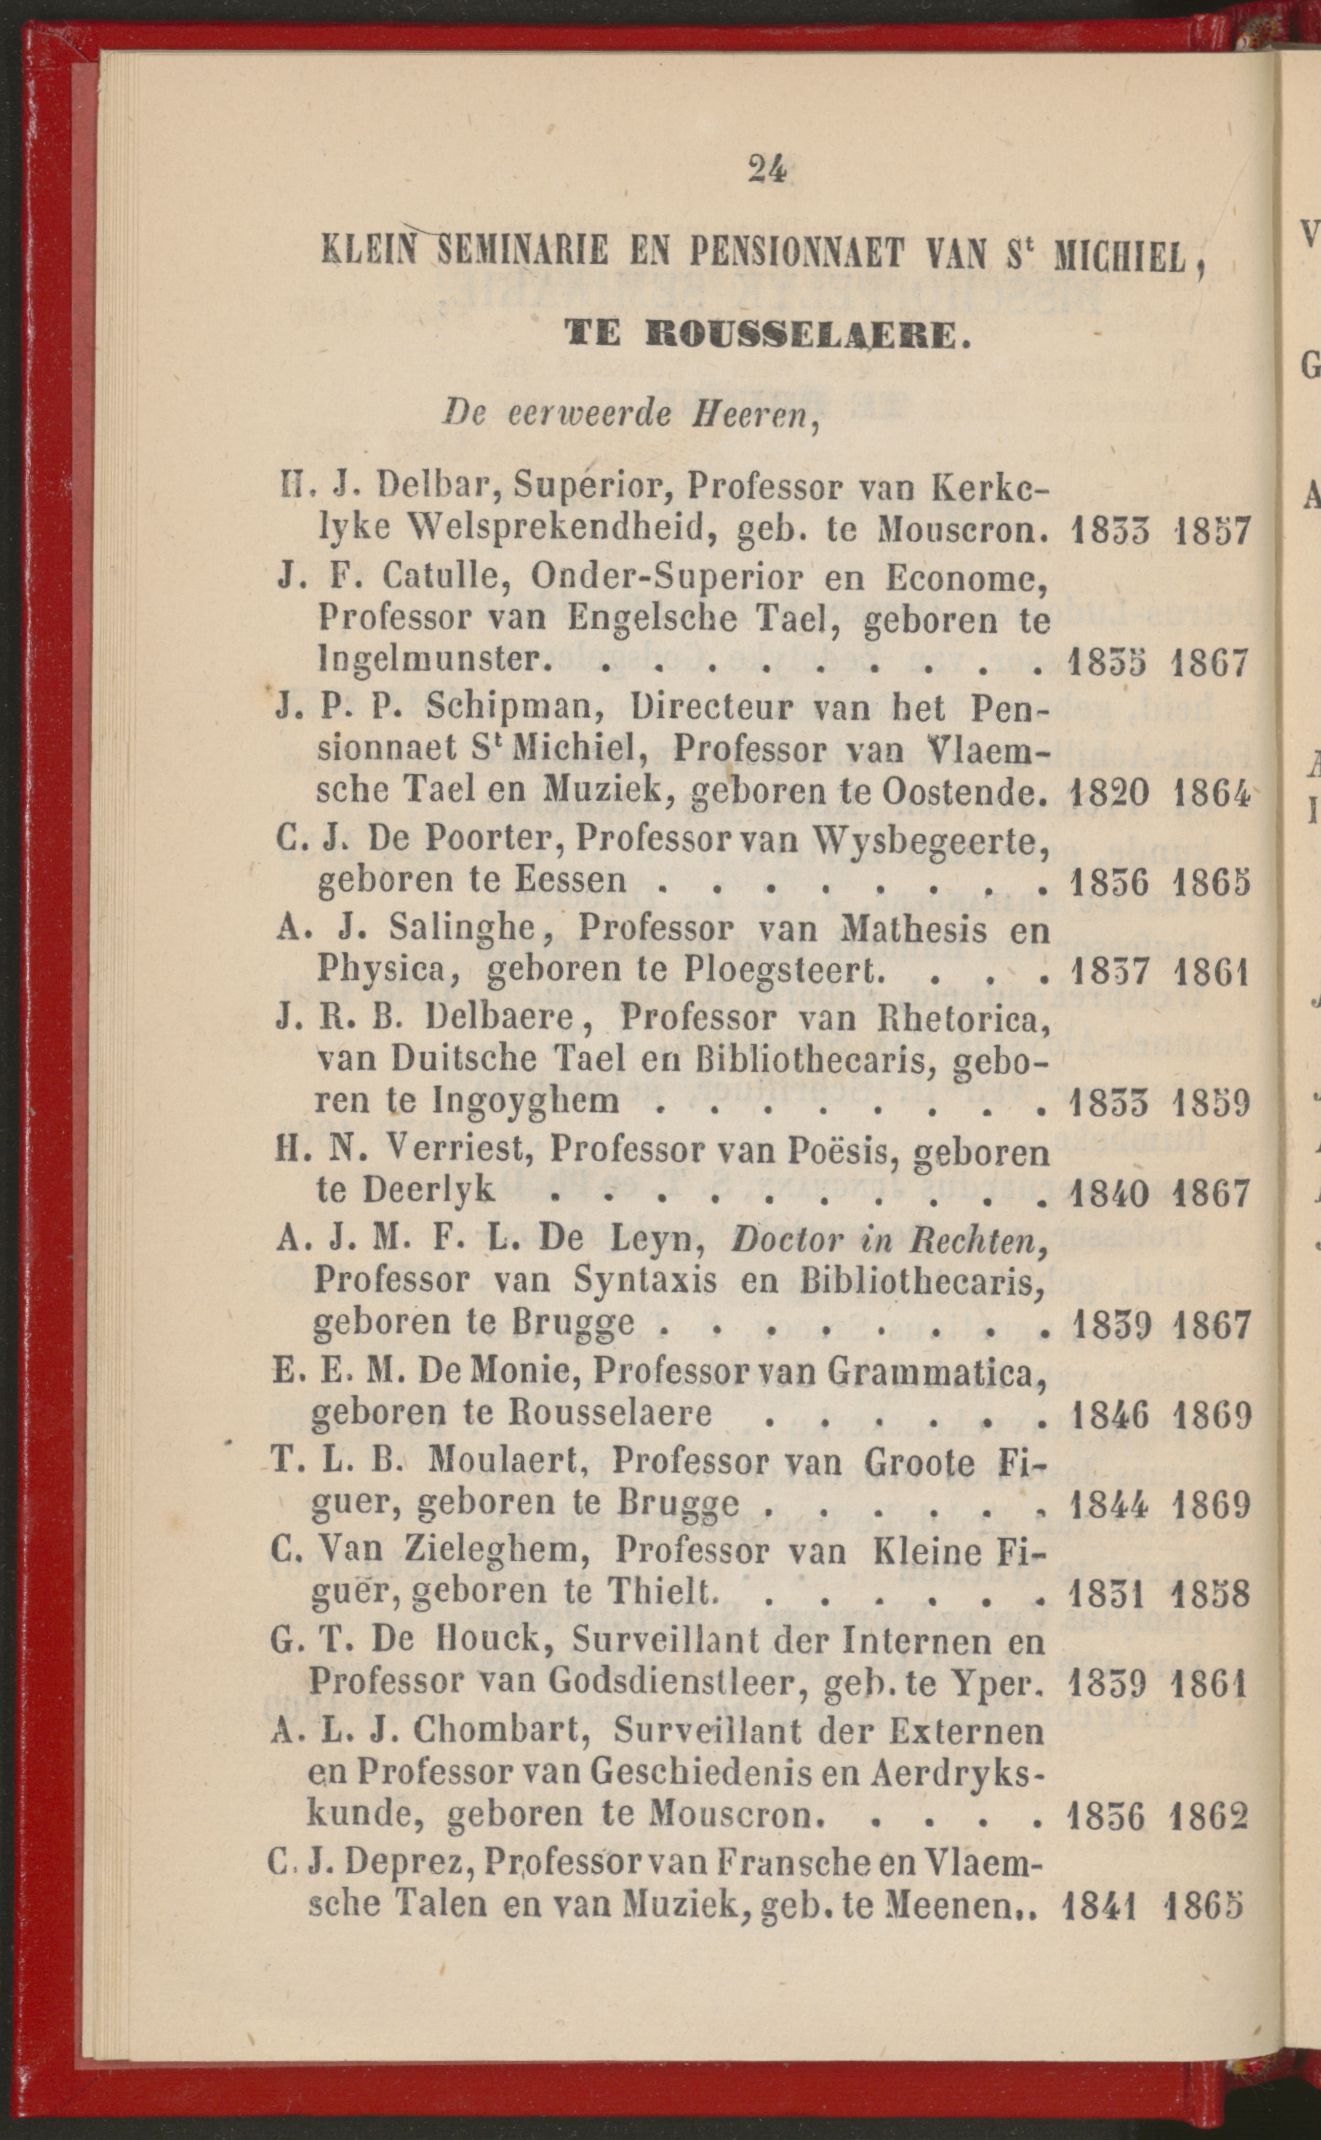 24
KLEIN SEMINARIE EN PENSIONNAET VAN St MICHIEL,
TE ROUSSELAERE.
De eerweerde Heeren,
H. J. Delbar, Supérior, Professor van Kerke-
lyke Welsprekendheid, geb. te Mouscron. 1833 1857
J. F. Catulle, Onder-Superior en Econome,
Professor van Engelsche Tael, geboren te
Ingelmunster. . . . . . . . . . 1835 1867
J. P. P. Schipman, Directeur van het Pen-
sionnaet St Michiel, Professor van Vlaem-
sche Tael en Muziek, geboren te Oostende. 1820 1864
C. J. De Poorter, Professor van Wysbegeerte,
geboren te Eessen . . . . . . . . 1836 1865
A. J. Salinghe, Professor van Mathesis en
Physica, geboren te Ploegsteert. . . . 1837 1861
J. R. B. Delbaere, Professor van Rhetorica,
van Duitsche Tael en Bibliothecaris, gebo-
ren te Ingoyghem . . . . . . . . 1833 1859
H. N. Verriest, Professor van Poësis, geboren
te Deerlyk . . . . . . . . . . 1840 1867
A. J. M. F. L. De Leyn, Doctor in Rechten,
Professor van Syntaxis en Bibliothecaris,
geboren te Brugge . . . . . . . . 1839 1867
E. E. M. De Monie, Professor van Grammatica,
geboren te Rousselaere . . . . . . 1846 1869
T. L. B. Moulaert, Professor van Groote Fi-
guer, geboren te Brugge . . . . . . 1844 1869
C. Van Zieleghem, Professor van Kleine Fi-
guer, geboren te Thielt. . . . . . . 1831 1858
G. T. De Houck, Surveillant der Internen en
Professor van Godsdienstleer, geb. te Yper. 1839 1861
A. L. J. Chombart, Surveillant der Externen
en Professor van Geschiedenis en Aerdryks-
kunde, geboren te Mouscron. . . . . 1836 1862
C. J. Deprez, Professor van Fransche en Vlaem-
sche Talen en van Muziek, geb. te Meenen.. 1841 1865